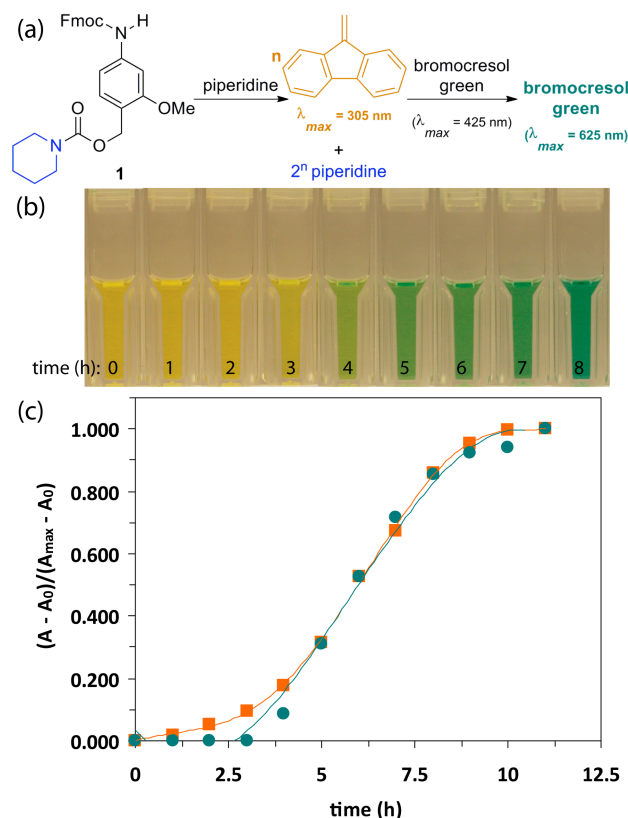 (a)
Fmoc
N
H
OMe
O
N
O
1
piperidine
n
λmax = 305 nm
+
2ⁿ piperidine
bromocresol
green
(λmax = 425 nm)
bromocresol
green
(λmax = 625 nm)
(b)
time (h): 0 1 2 3 4 5 6 7 8
(c)
(A - A0)/(Amax - A0)
1.000
0.800
0.600
0.400
0.200
0.000
0 2.5 5 7.5 10 12.5
time (h)